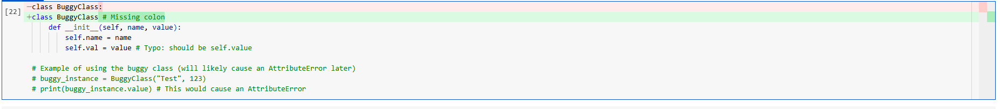 −class BuggyClass:
[22]
+class BuggyClass # Missing colon
    def __init__(self, name, value):
        self.name = name
        self.val = value # Typo: should be self.value
# Example of using the buggy class (will likely cause an AttributeError later)
# buggy_instance = BuggyClass("Test", 123)
# print(buggy_instance.value) # This would cause an AttributeError